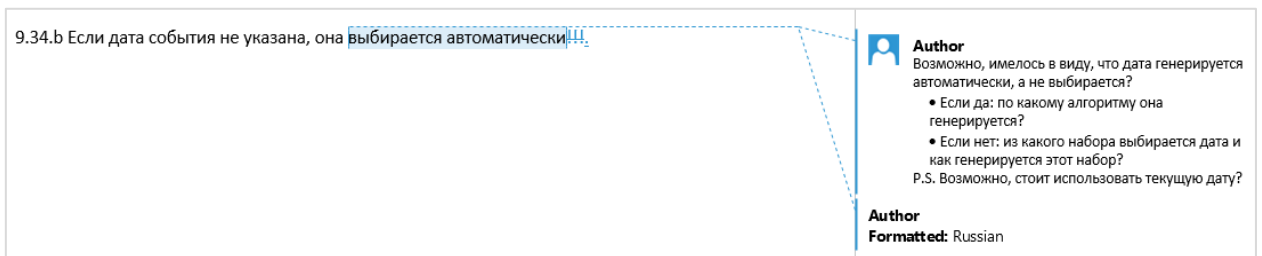 9.34.b Если дата события не указана, она выбирается автоматически!!!.
Author
Возможно, имелось в виду, что дата генерируется
автоматически, а не выбирается?
• Если да: по какому алгоритму она
генерируется?
• Если нет: из какого набора выбирается дата и
как генерируется этот набор?
P.S. Возможно, стоит использовать текущую дату?
Author
Formatted: Russian